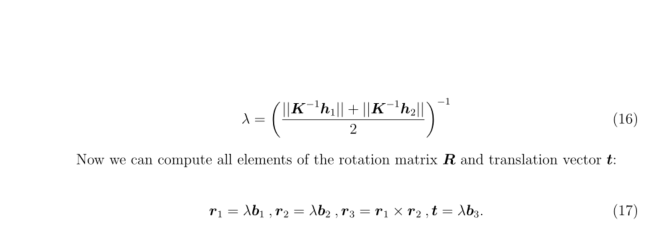 λ = ( (||K⁻¹h₁|| + ||K⁻¹h₂||) / 2 )⁻¹ (16)
Now we can compute all elements of the rotation matrix R and translation vector t:
r₁ = λb₁ , r₂ = λb₂ , r₃ = r₁ × r₂ , t = λb₃. (17)